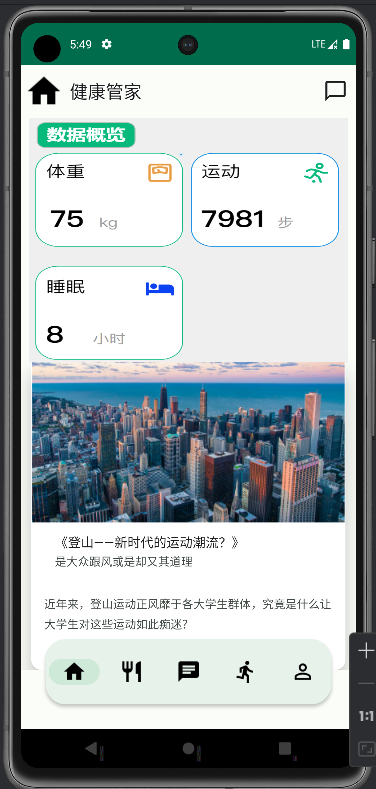 5:49 LTE
健康管家
数据概览
体重 运动
75 kg 7981 步
睡眠
8 小时
《登山——新时代的运动潮流？》
是大众跟风或是却又其道理
近年来，登山运动正风靡于各大学生群体，究竟是什么让
大学生对这些运动如此痴迷？
1:1